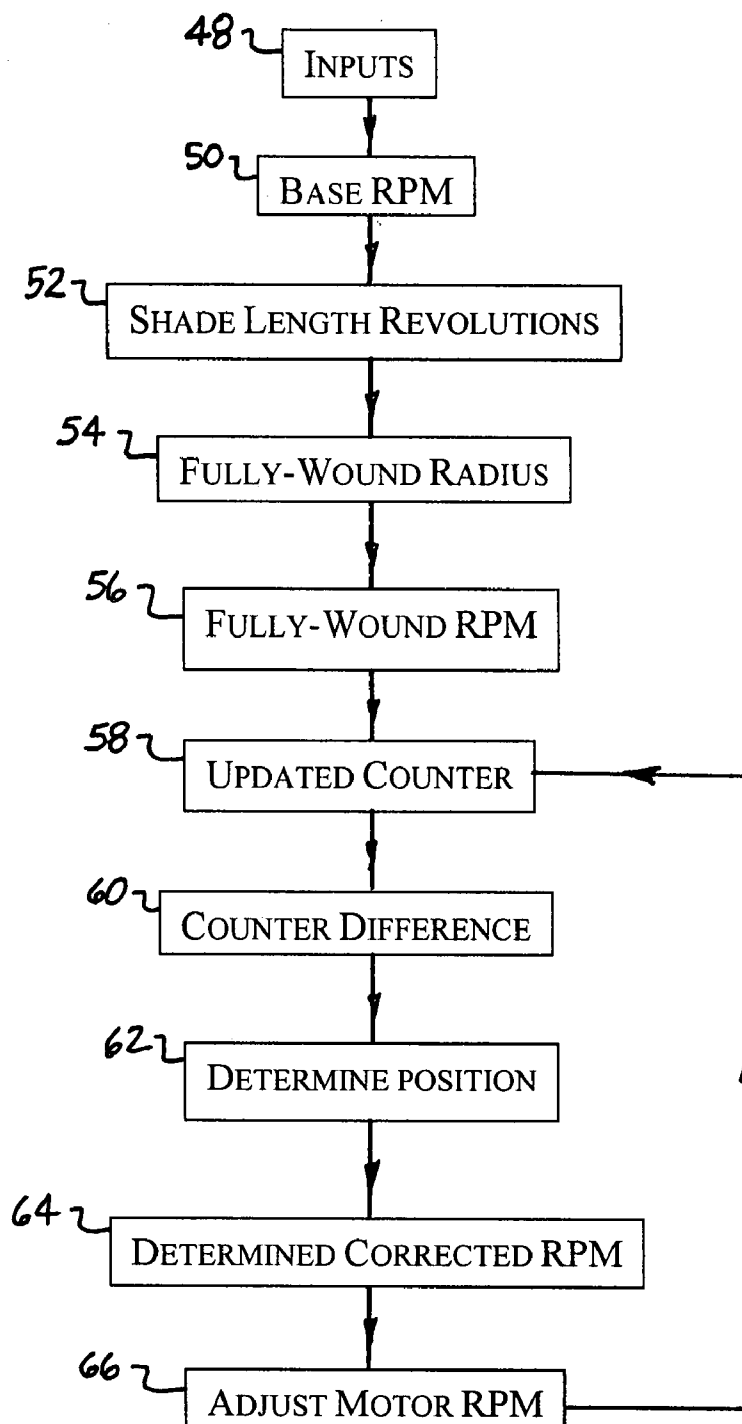 48
INPUTS
50
BASE RPM
52
SHADE LENGTH REVOLUTIONS
54
FULLY-WOUND RADIUS
56
FULLY-WOUND RPM
58
UPDATED COUNTER
60
COUNTER DIFFERENCE
62
DETERMINE POSITION
64
DETERMINED CORRECTED RPM
66
ADJUST MOTOR RPM